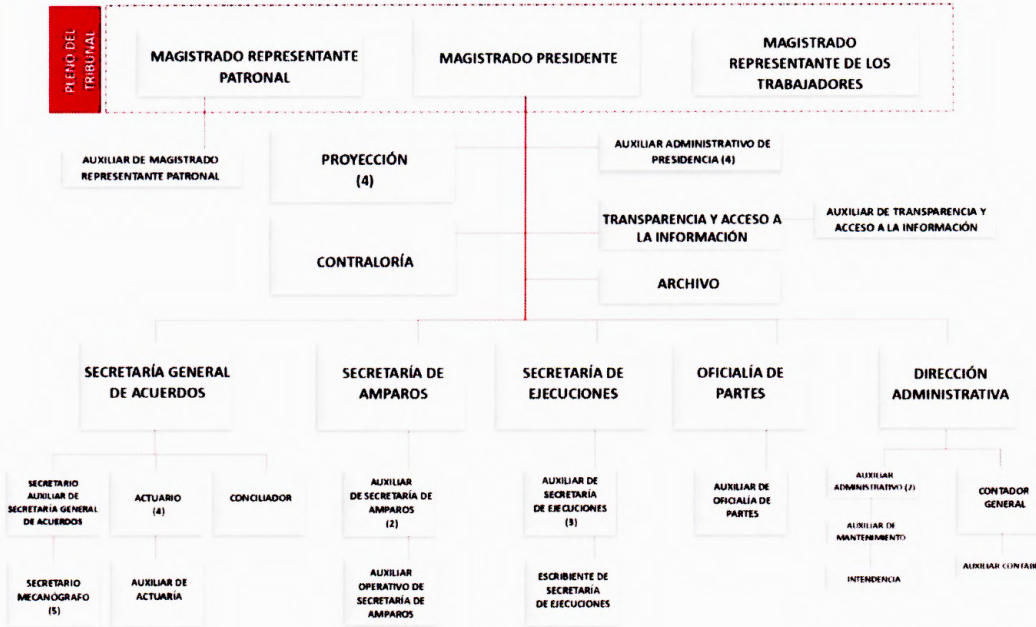 PLENO DEL
TRIBUNAL
MAGISTRADO REPRESENTANTE
PATRONAL
MAGISTRADO PRESIDENTE
MAGISTRADO
REPRESENTANTE DE LOS
TRABAJADORES
AUXILIAR DE MAGISTRADO
REPRESENTANTE PATRONAL
PROYECCIÓN
(4)
AUXILIAR ADMINISTRATIVO DE
PRESIDENCIA (4)
CONTRALORÍA
TRANSPARENCIA Y ACCESO A
LA INFORMACIÓN
AUXILIAR DE TRANSPARENCIA Y
ACCESO A LA INFORMACIÓN
ARCHIVO
SECRETARÍA GENERAL
DE ACUERDOS
SECRETARÍA DE
AMPAROS
SECRETARÍA DE
EJECUCIONES
OFICIALÍA DE
PARTES
DIRECCIÓN
ADMINISTRATIVA
SECRETARIO
AUXILIAR DE
SECRETARÍA GENERAL
DE ACUERDOS
ACTUARIO
(4)
CONCILIADOR
AUXILIAR
DE SECRETARÍA DE
AMPAROS
(2)
AUXILIAR DE
SECRETARÍA
DE EJECUCIONES
(3)
AUXILIAR DE
OFICIALÍA DE
PARTES
AUXILIAR
ADMINISTRATIVO (2)
CONTADOR
GENERAL
AUXILIAR DE
MANTENIMIENTO
INTENDENCIA
AUXILIAR CONTABL
SECRETARIO
MECANÓGRAFO
(5)
AUXILIAR DE
ACTUARÍA
AUXILIAR
OPERATIVO DE
SECRETARÍA DE
AMPAROS
ESCRIBIENTE DE
SECRETARÍA
DE EJECUCIONES